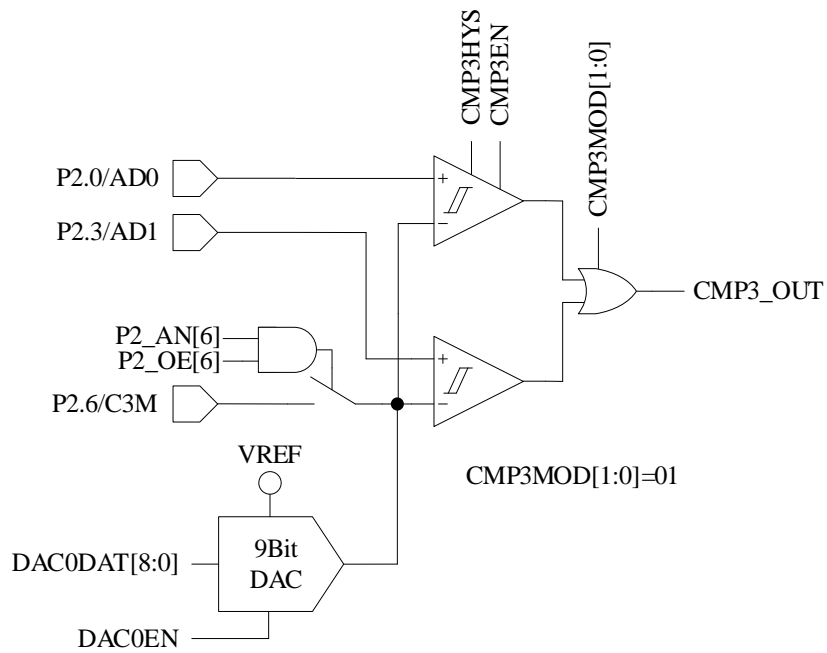 CMP3HYS
CMP3EN
CMP3MOD[1:0]
P2.0/AD0
+
−
P2.3/AD1
CMP3_OUT
P2_AN[6]
P2_OE[6]
+
−
P2.6/C3M
VREF
CMP3MOD[1:0]=01
DAC0DAT[8:0]
9Bit
DAC
DAC0EN